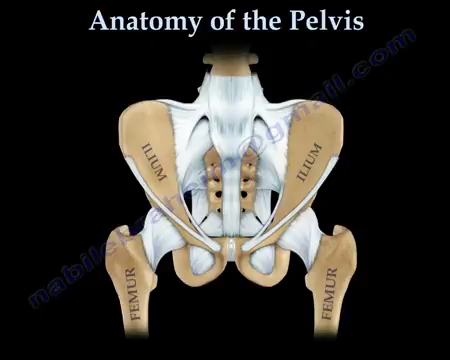 Anatomy of the Pelvis
ILIUM
ILIUM
FEMUR
FEMUR